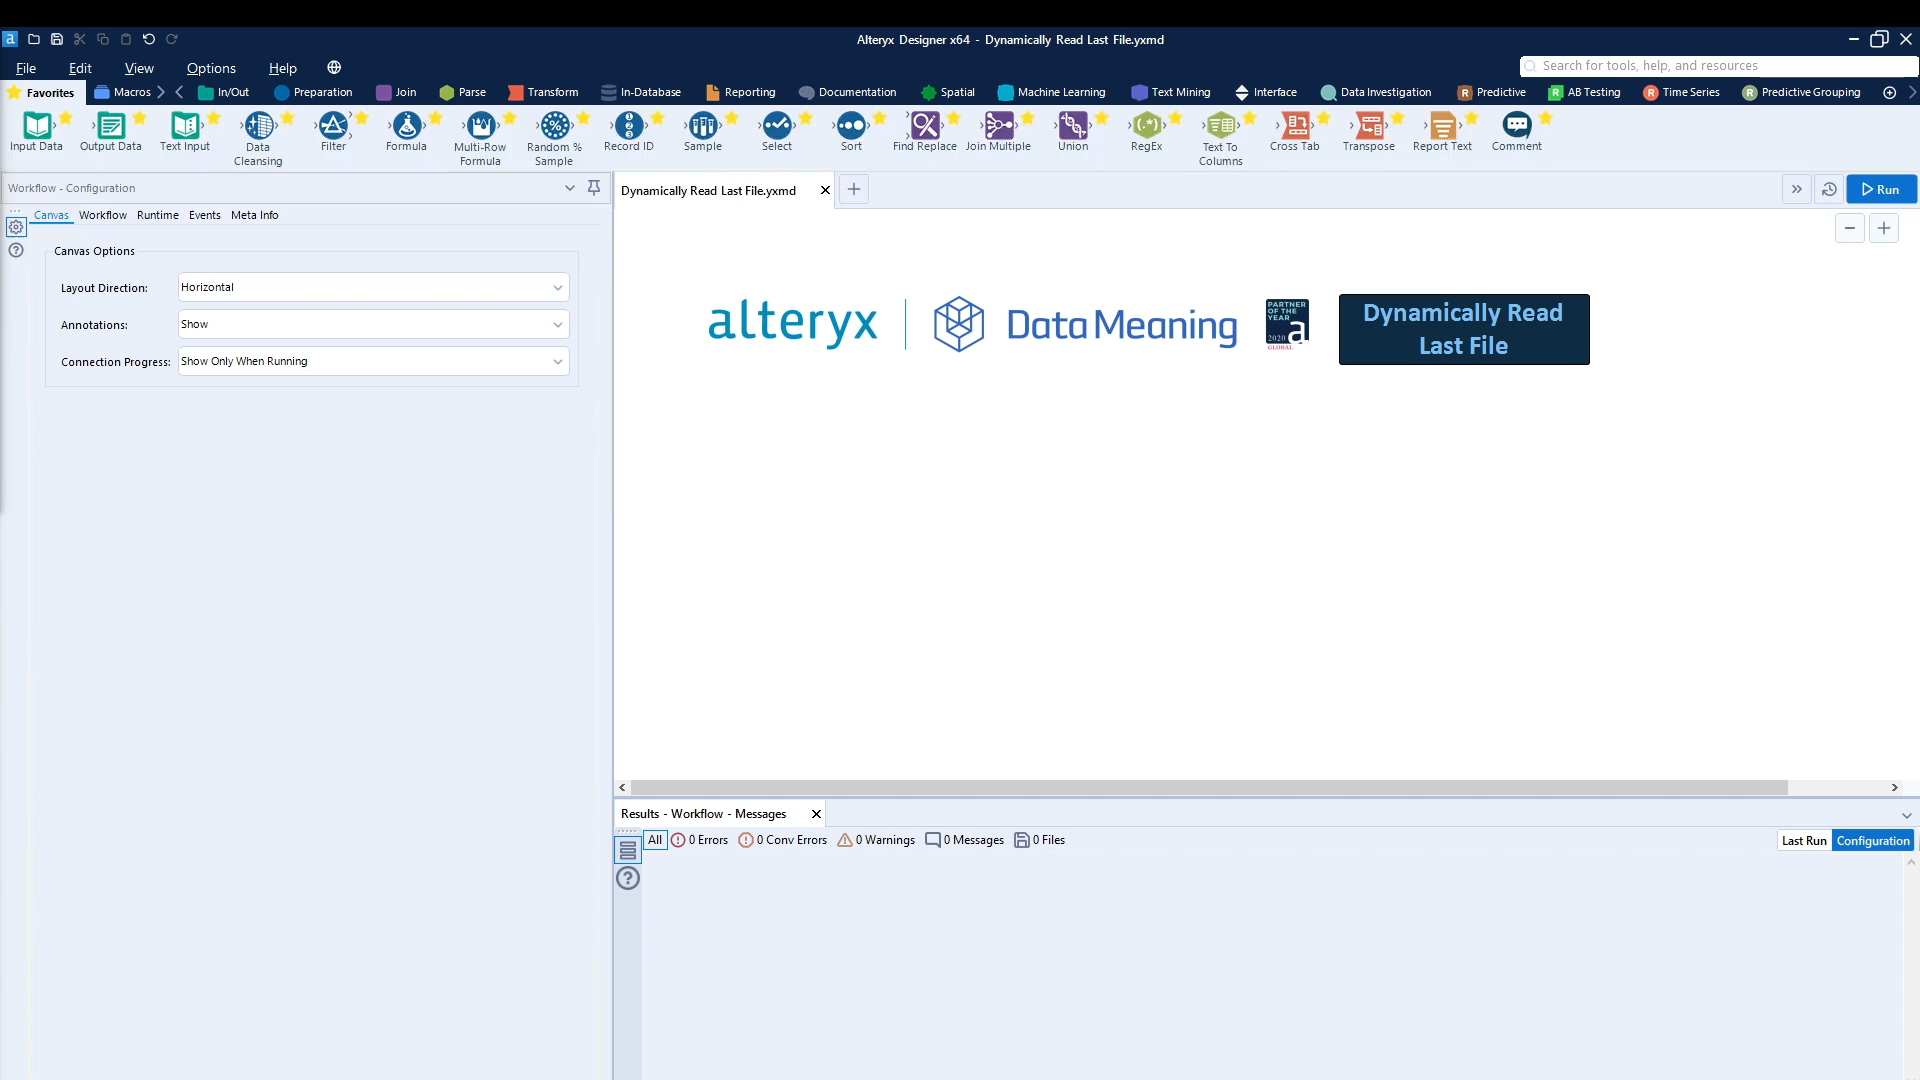 Alteryx Designer x64 - Dynamically Read Last File.yxmd
File Edit View Options Help
Search for tools, help, and resources
Favorites Macros In/Out Preparation Join Parse Transform In-Database Reporting Documentation Spatial Machine Learning Text Mining Interface Data Investigation Predictive AB Testing Time Series Predictive Grouping
Input Data Output Data Text Input Data Cleansing Filter Formula Multi-Row Formula Random % Sample Record ID Sample Select Sort Find Replace Join Multiple Union RegEx Text To Columns Cross Tab Transpose Report Text Comment
Workflow - Configuration
Canvas Workflow Runtime Events Meta Info
Canvas Options
Layout Direction: Horizontal
Annotations: Show
Connection Progress: Show Only When Running
Dynamically Read Last File.yxmd
Run
alteryx
Data Meaning
PARTNER
OF THE
YEAR
2020 a
GLOBAL
Dynamically Read
Last File
Results - Workflow - Messages
All 0 Errors 0 Conv Errors 0 Warnings 0 Messages 0 Files
Last Run Configuration